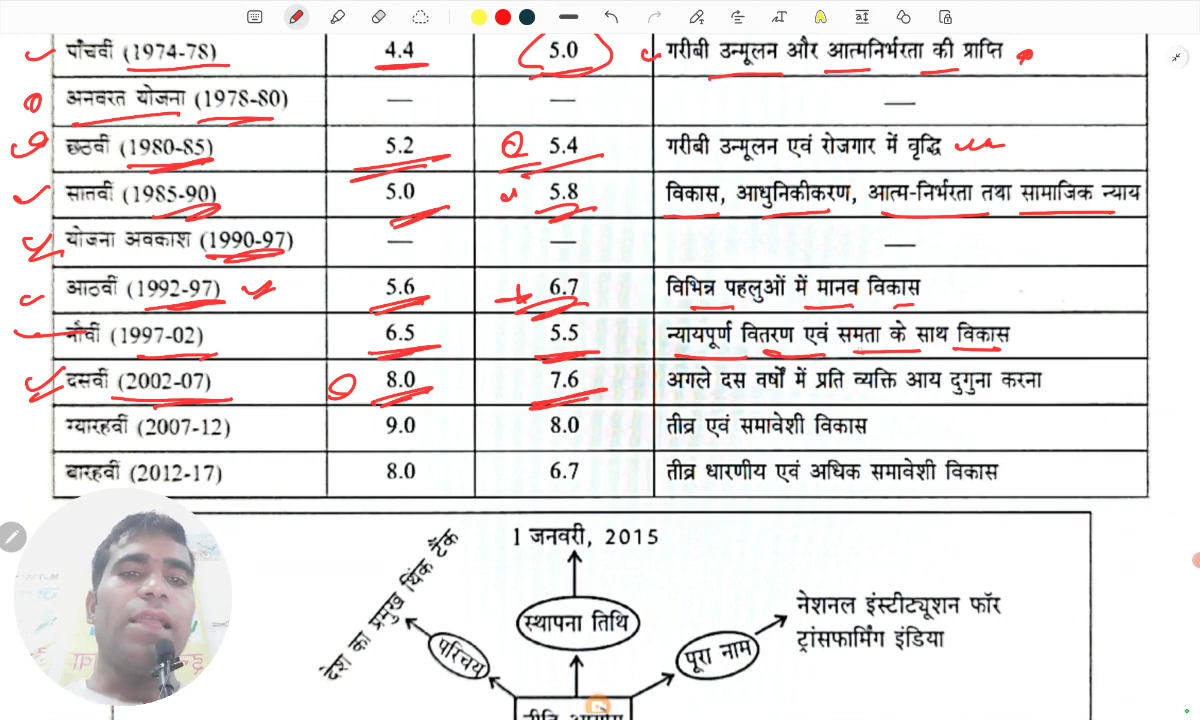 पाँचवीं (1974-78) 4.4 5.0 गरीबी उन्मूलन और आत्मनिर्भरता की प्राप्ति
अनवरत योजना (1978-80) — — —
छठवीं (1980-85) 5.2 5.4 गरीबी उन्मूलन एवं रोजगार में वृद्धि
सातवीं (1985-90) 5.0 5.8 विकास, आधुनिकीकरण, आत्म-निर्भरता तथा सामाजिक न्याय
योजना अवकाश (1990-97) — — —
आठवीं (1992-97) 5.6 6.7 विभिन्न पहलुओं में मानव विकास
नौवीं (1997-02) 6.5 5.5 न्यायपूर्ण वितरण एवं समता के साथ विकास
दसवीं (2002-07) 8.0 7.6 अगले दस वर्षों में प्रति व्यक्ति आय दुगुना करना
ग्यारहवीं (2007-12) 9.0 8.0 तीव्र एवं समावेशी विकास
बारहवीं (2012-17) 8.0 6.7 तीव्र धारणीय एवं अधिक समावेशी विकास
1 जनवरी, 2015
देश का प्रमुख थिंक टैंक
स्थापना तिथि
नेशनल इंस्टीट्यूशन फॉर
ट्रांसफार्मिंग इंडिया
परिचय
पूरा नाम